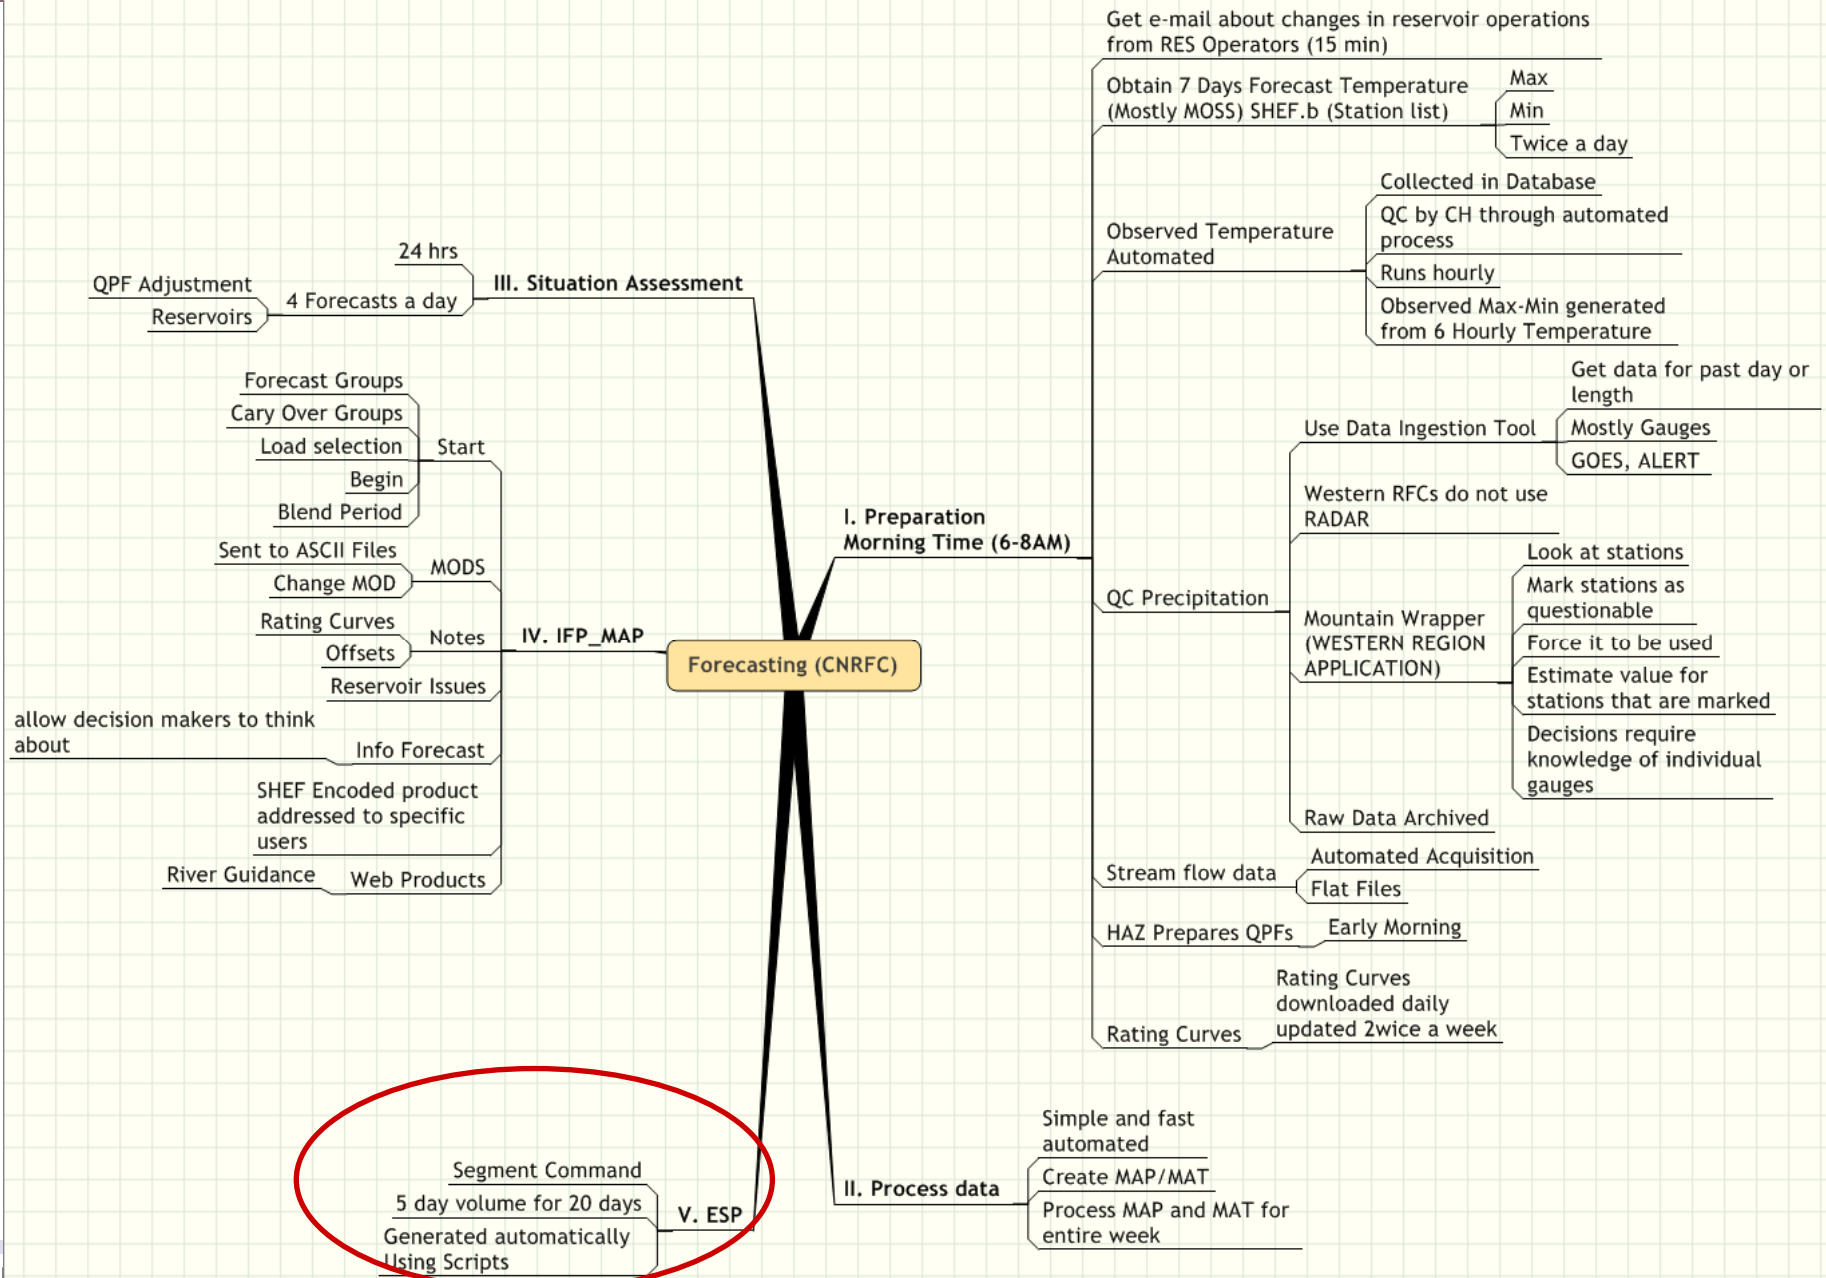 Forecasting (CNRFC)
I. Preparation
Morning Time (6-8AM)
Get e-mail about changes in reservoir operations
from RES Operators (15 min)
Obtain 7 Days Forecast Temperature
(Mostly MOSS) SHEF.b (Station list)
Max
Min
Twice a day
Observed Temperature
Automated
Collected in Database
QC by CH through automated
process
Runs hourly
Observed Max-Min generated
from 6 Hourly Temperature
QC Precipitation
Use Data Ingestion Tool
Get data for past day or
length
Mostly Gauges
GOES, ALERT
Western RFCs do not use
RADAR
Mountain Wrapper
(WESTERN REGION
APPLICATION)
Look at stations
Mark stations as
questionable
Force it to be used
Estimate value for
stations that are marked
Decisions require
knowledge of individual
gauges
Raw Data Archived
Stream flow data
Automated Acquisition
Flat Files
HAZ Prepares QPFs
Early Morning
Rating Curves
Rating Curves
downloaded daily
updated 2wice a week
II. Process data
Simple and fast
automated
Create MAP/MAT
Process MAP and MAT for
entire week
III. Situation Assessment
24 hrs
4 Forecasts a day
QPF Adjustment
Reservoirs
IV. IFP_MAP
Start
Forecast Groups
Cary Over Groups
Load selection
Begin
Blend Period
MODS
Sent to ASCII Files
Change MOD
Notes
Rating Curves
Offsets
Reservoir Issues
Info Forecast
allow decision makers to think
about
SHEF Encoded product
addressed to specific
users
Web Products
River Guidance
V. ESP
Segment Command
5 day volume for 20 days
Generated automatically
Using Scripts